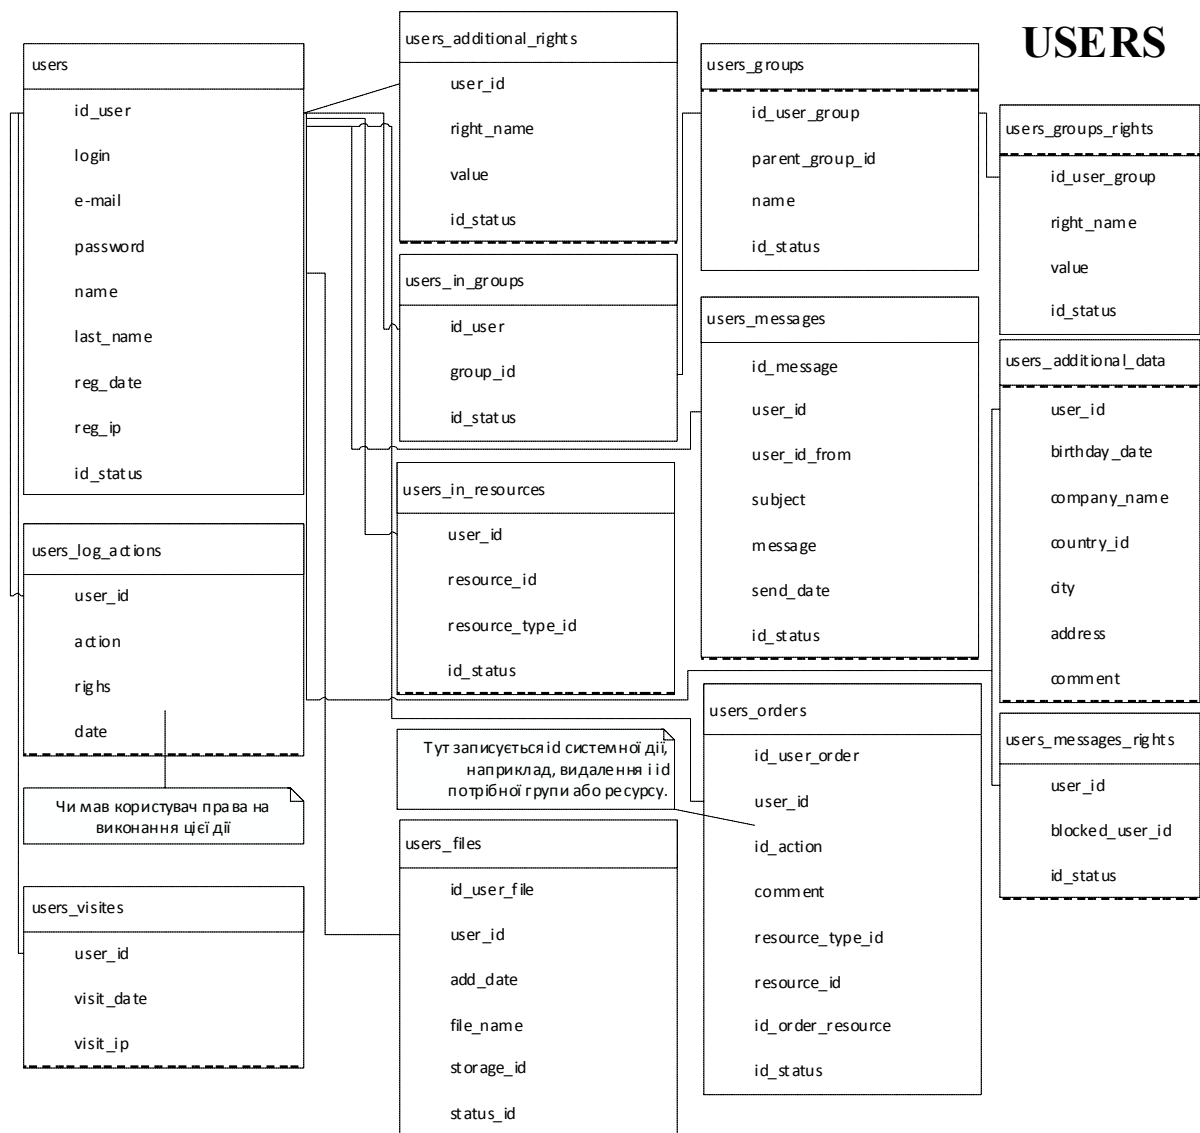 USERS
users
id_user
login
e-mail
password
name
last_name
reg_date
reg_ip
id_status
users_log_actions
user_id
action
righs
date
Чи мав користувач права на
виконання цієї дії
users_visites
user_id
visit_date
visit_ip
users_additional_rights
user_id
right_name
value
id_status
users_in_groups
id_user
group_id
id_status
users_in_resources
user_id
resource_id
resource_type_id
id_status
Тут записується id системної дії,
наприклад, видалення і id
потрібної групи або ресурсу.
users_files
id_user_file
user_id
add_date
file_name
storage_id
status_id
users_groups
id_user_group
parent_group_id
name
id_status
users_messages
id_message
user_id
user_id_from
subject
message
send_date
id_status
users_orders
id_user_order
user_id
id_action
comment
resource_type_id
resource_id
id_order_resource
id_status
users_groups_rights
id_user_group
right_name
value
id_status
users_additional_data
user_id
birthday_date
company_name
country_id
city
address
comment
users_messages_rights
user_id
blocked_user_id
id_status